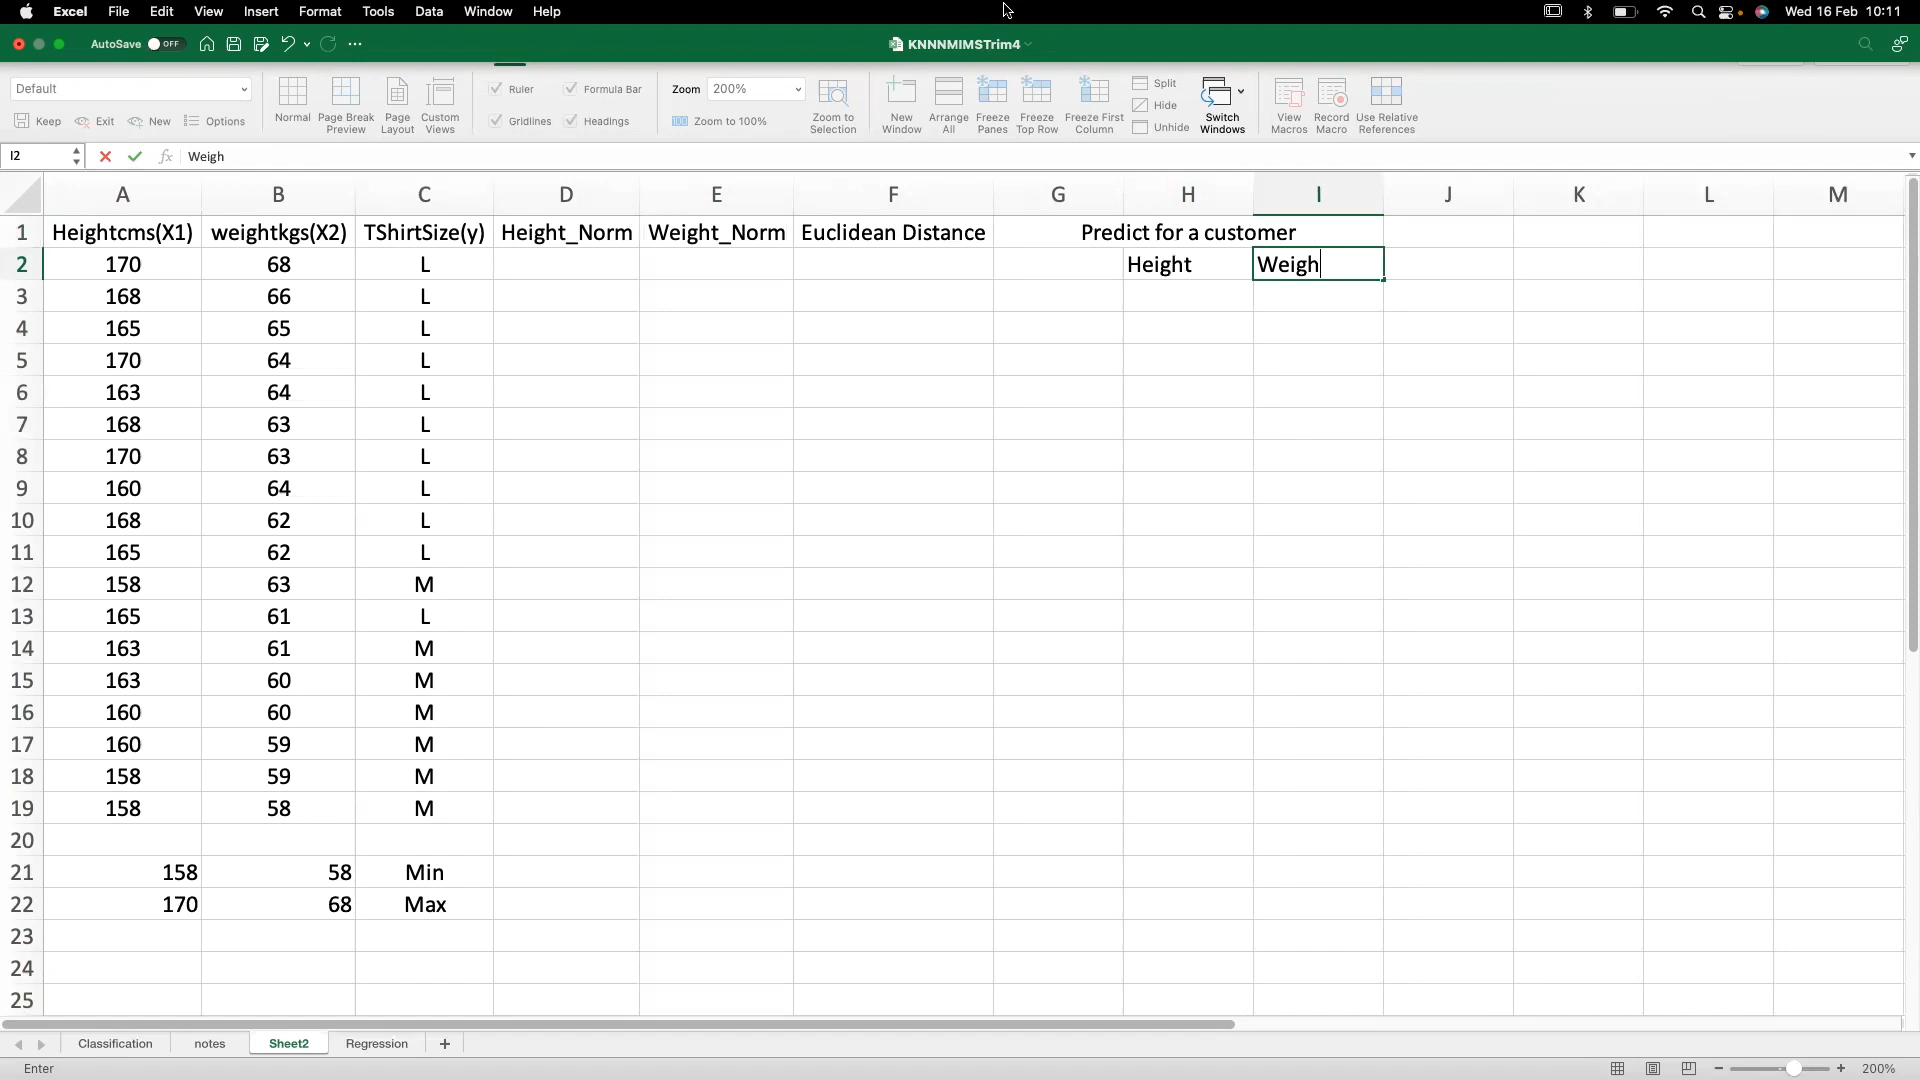 Excel File Edit View Insert Format Tools Data Window Help Wed 16 Feb 10:11
AutoSave OFF KNNNMIMSTrim4
Default Ruler Formula Bar Zoom 200% Split
Keep Exit New Options Gridlines Headings Zoom to 100% Hide
Normal Page Break Preview Page Layout Custom Views Zoom to Selection New Window Arrange All Freeze Panes Freeze Top Row Freeze First Column Unhide Switch Windows View Macros Record Macro Use Relative References
I2 fx Weigh
A B C D E F G H I J K L M
1 Heightcms(X1) weightkgs(X2) TShirtSize(y) Height_Norm Weight_Norm Euclidean Distance Predict for a customer
2 170 68 L Height Weigh
3 168 66 L
4 165 65 L
5 170 64 L
6 163 64 L
7 168 63 L
8 170 63 L
9 160 64 L
10 168 62 L
11 165 62 L
12 158 63 M
13 165 61 L
14 163 61 M
15 163 60 M
16 160 60 M
17 160 59 M
18 158 59 M
19 158 58 M
20
21 158 58 Min
22 170 68 Max
23
24
25
Classification notes Sheet2 Regression +
Enter 200%